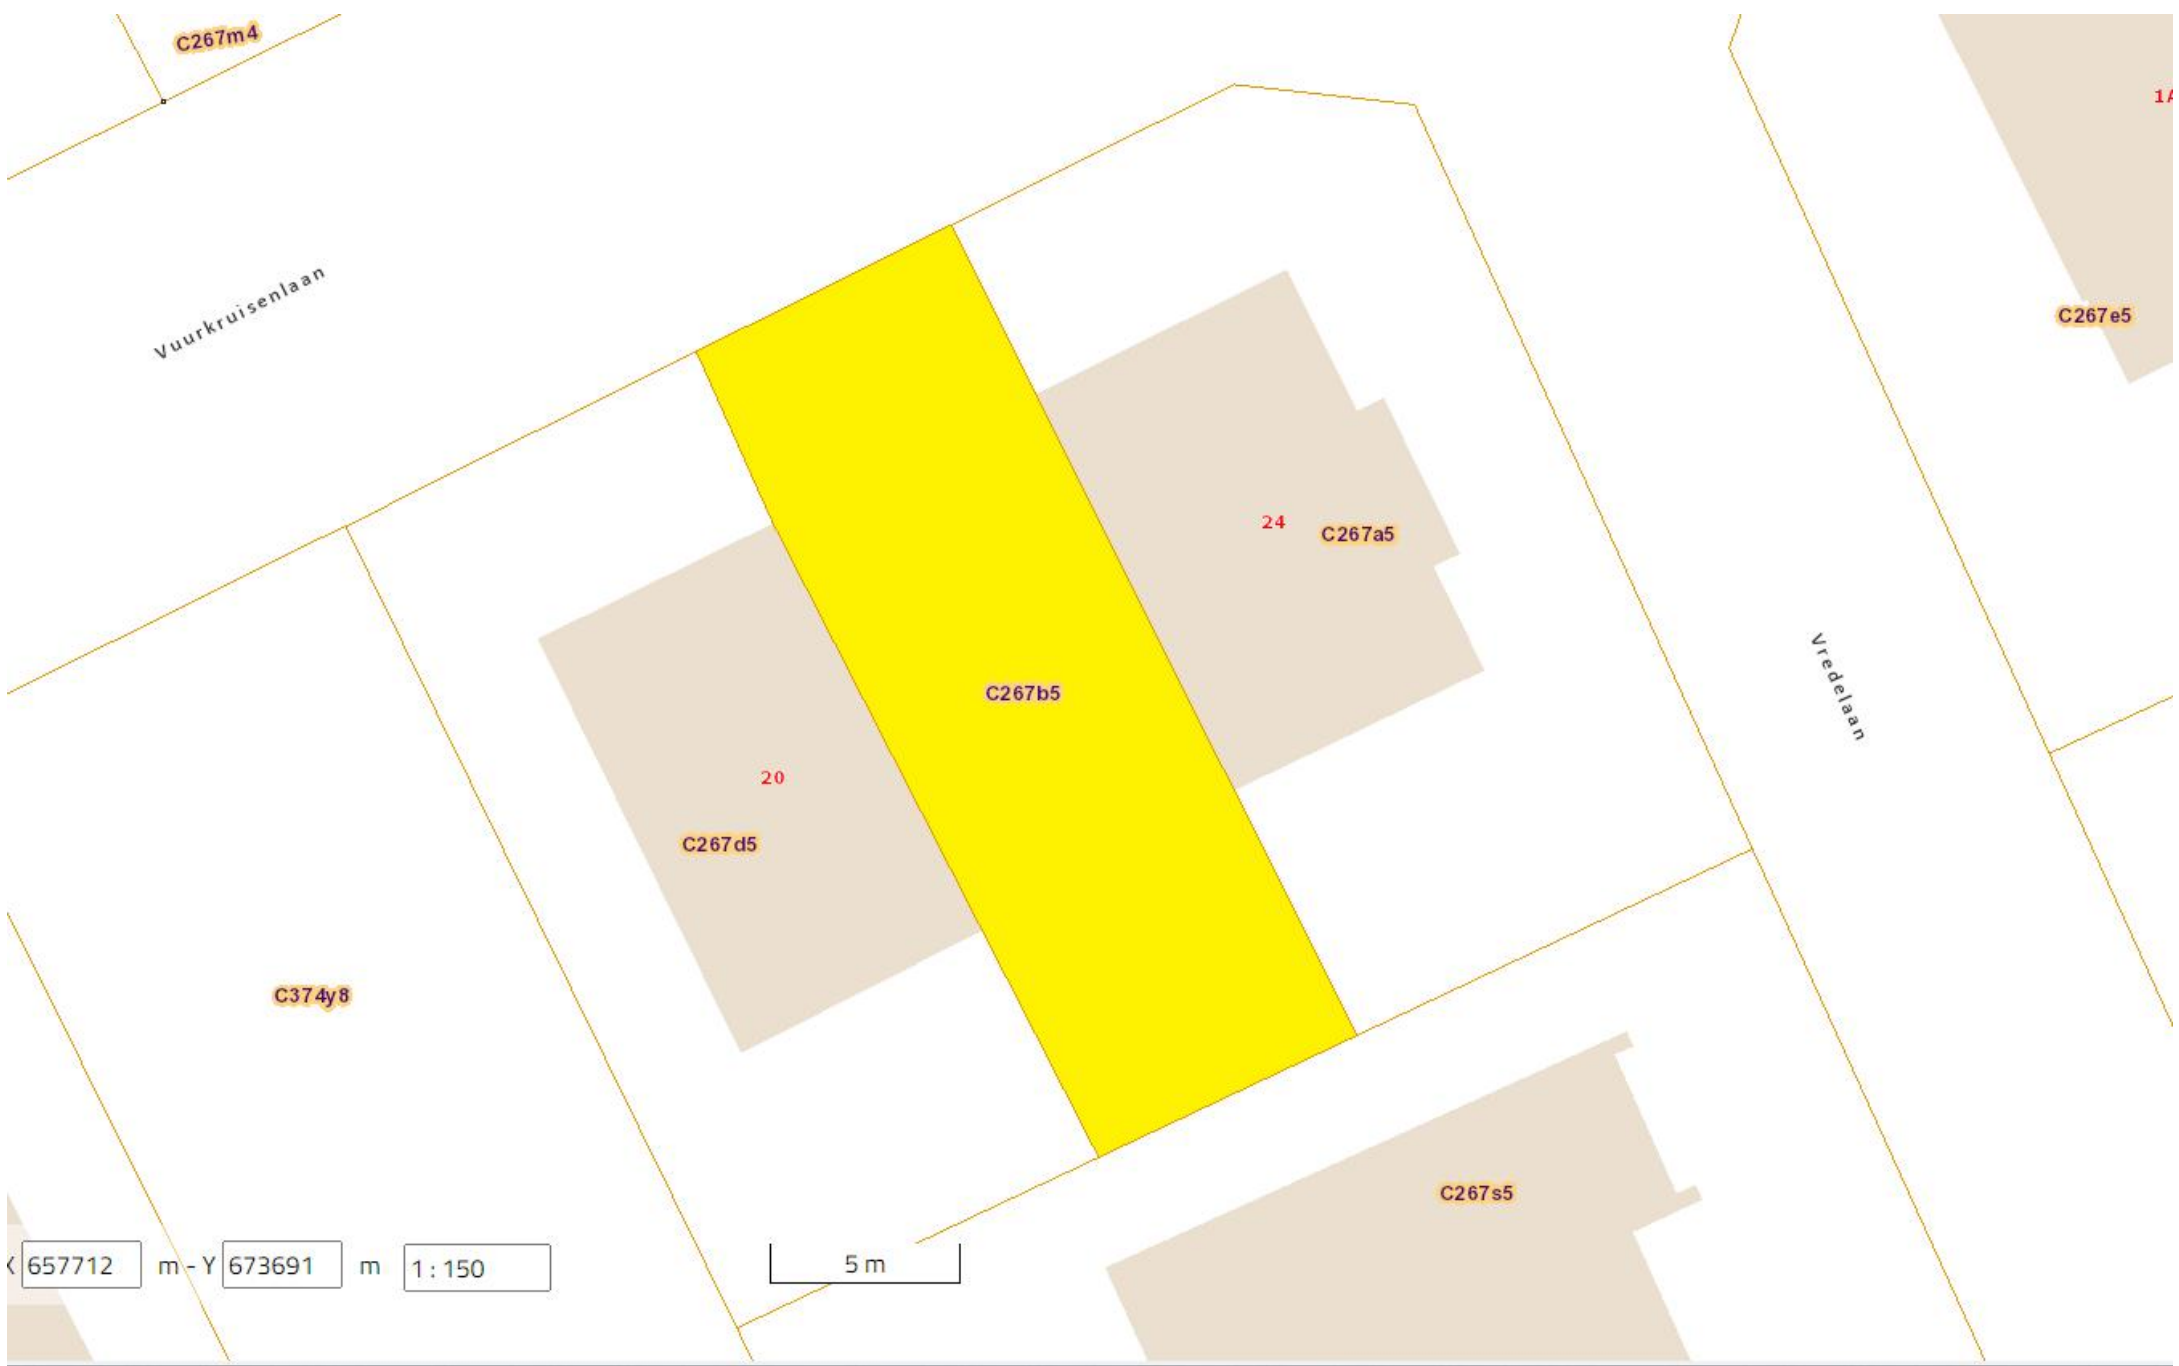 C267m4
1A
Vuurkruisenlaan
C267e5
24
C267a5
Vredelaan
C267b5
20
C267d5
C374y8
C267s5
X 657712 m - Y 673691 m 1 : 150
5 m